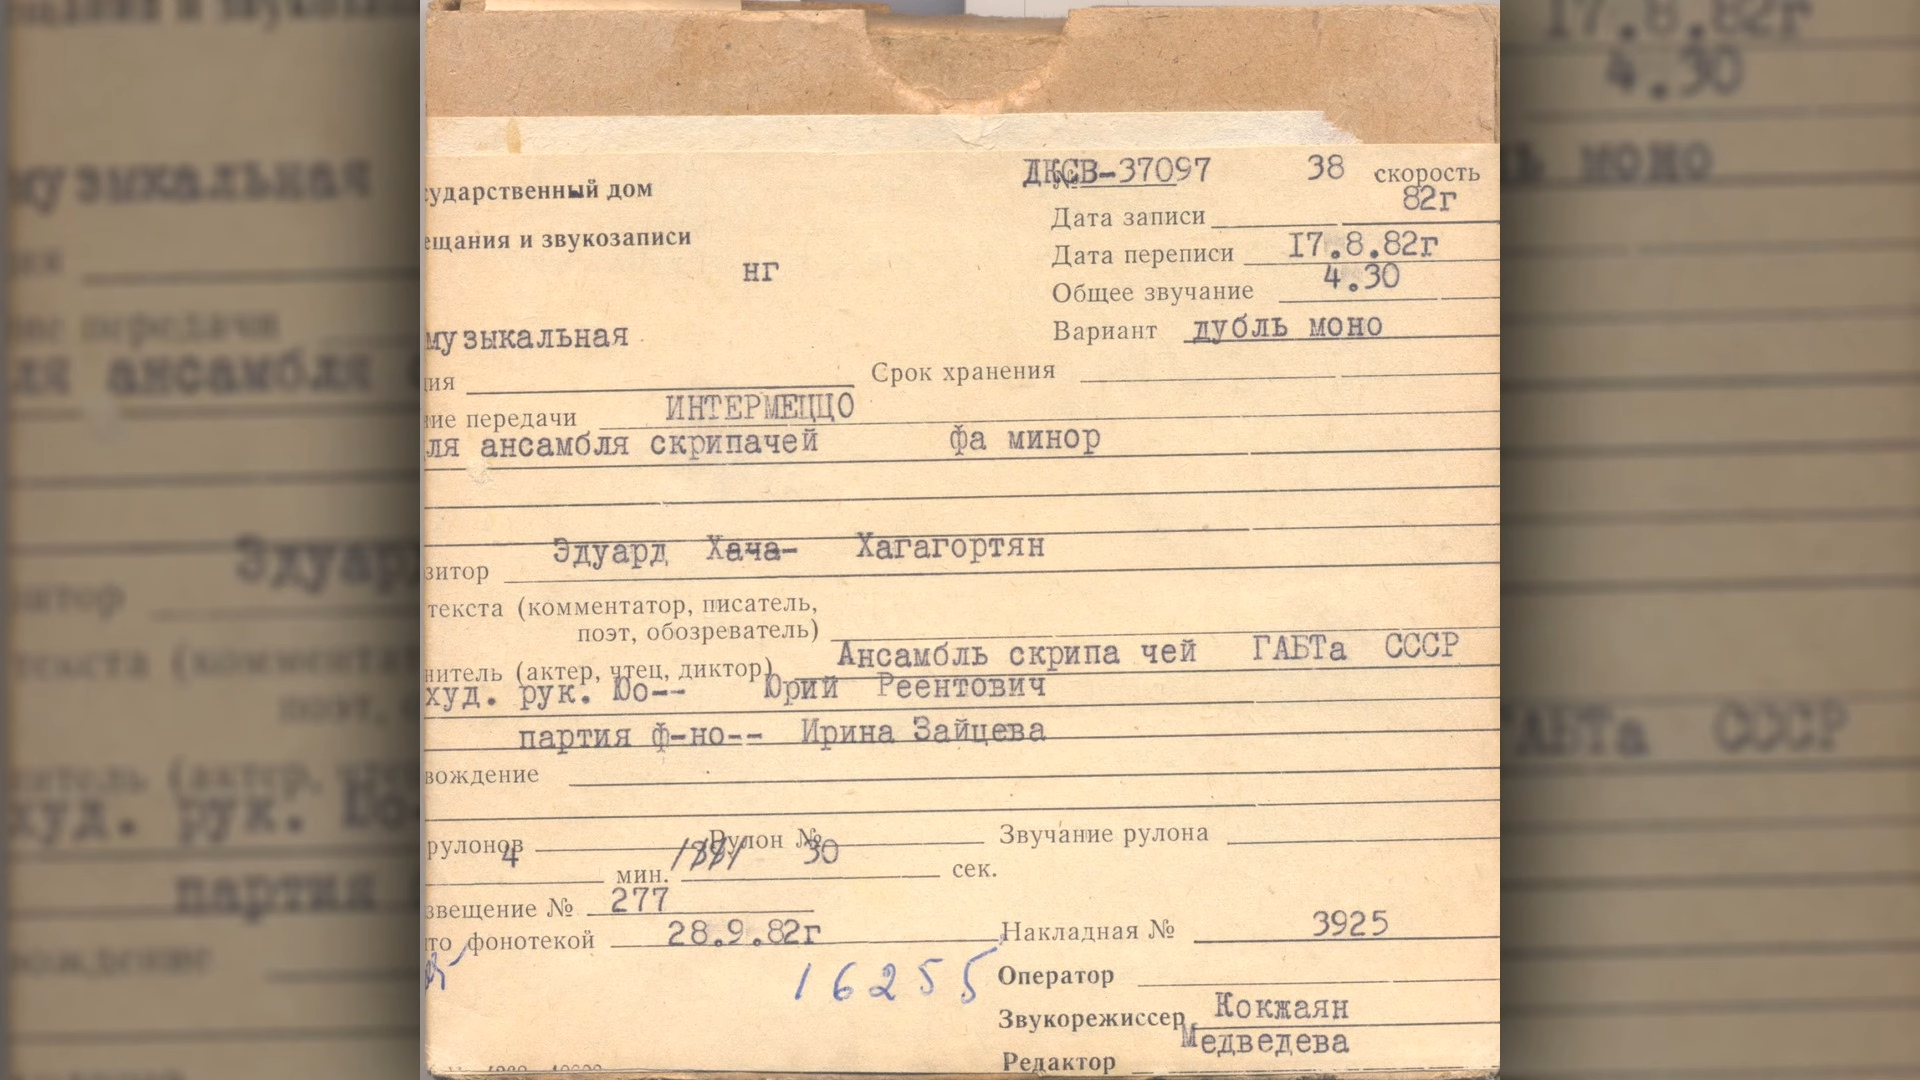 сударственный дом
ДКСВ-37097 38 скорость
82г
Дата записи
ещания и звукозаписи
Дата переписи 17.8.82г
нг
Общее звучание 4.30
музыкальная
Вариант дубль моно
ия
Срок хранения
ие передачи ИНТЕРМЕЦЦО
ля ансамбля скрипачей фа минор
зитор Эдуард Хача- Хагагортян
текста (комментатор, писатель,
поэт, обозреватель)
нитель (актер, чтец, диктор) Ансамбль скрипа чей ГАБТа СССР
худ. рук. Юо-- Юрий Реентович
партия ф-но-- Ирина Зайцева
вождение
рулонов Рулон № Звучание рулона
4 мин. 30 сек.
звещение № 277
то фонотекой 28.9.82г
Накладная № 3925
16255
Оператор
Звукорежиссер Кокжаян
Редактор Медведева